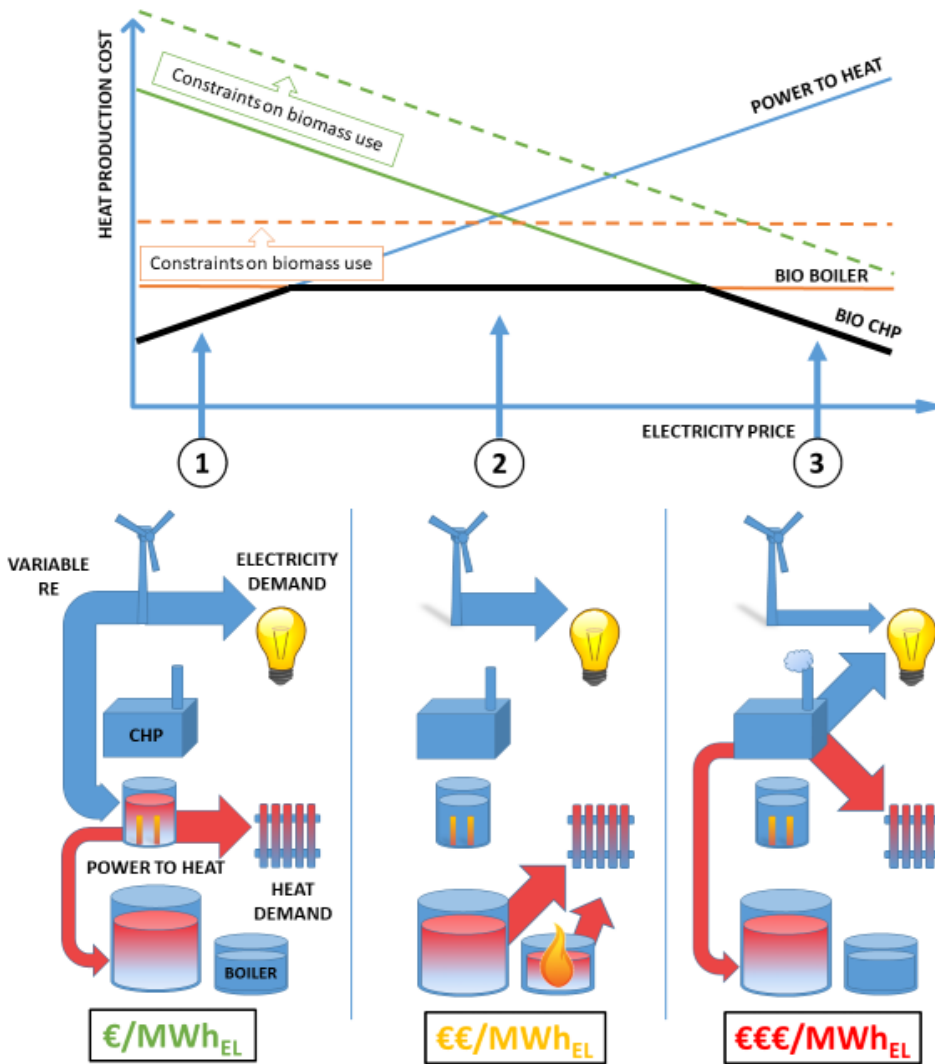 HEAT PRODUCTION COST
Constraints on biomass use
POWER TO HEAT
Constraints on biomass use
BIO BOILER
BIO CHP
ELECTRICITY PRICE
1
2
3
VARIABLE
RE
ELECTRICITY
DEMAND
CHP
POWER TO HEAT
HEAT
DEMAND
BOILER
€/MWhEL
€€/MWhEL
€€€/MWhEL